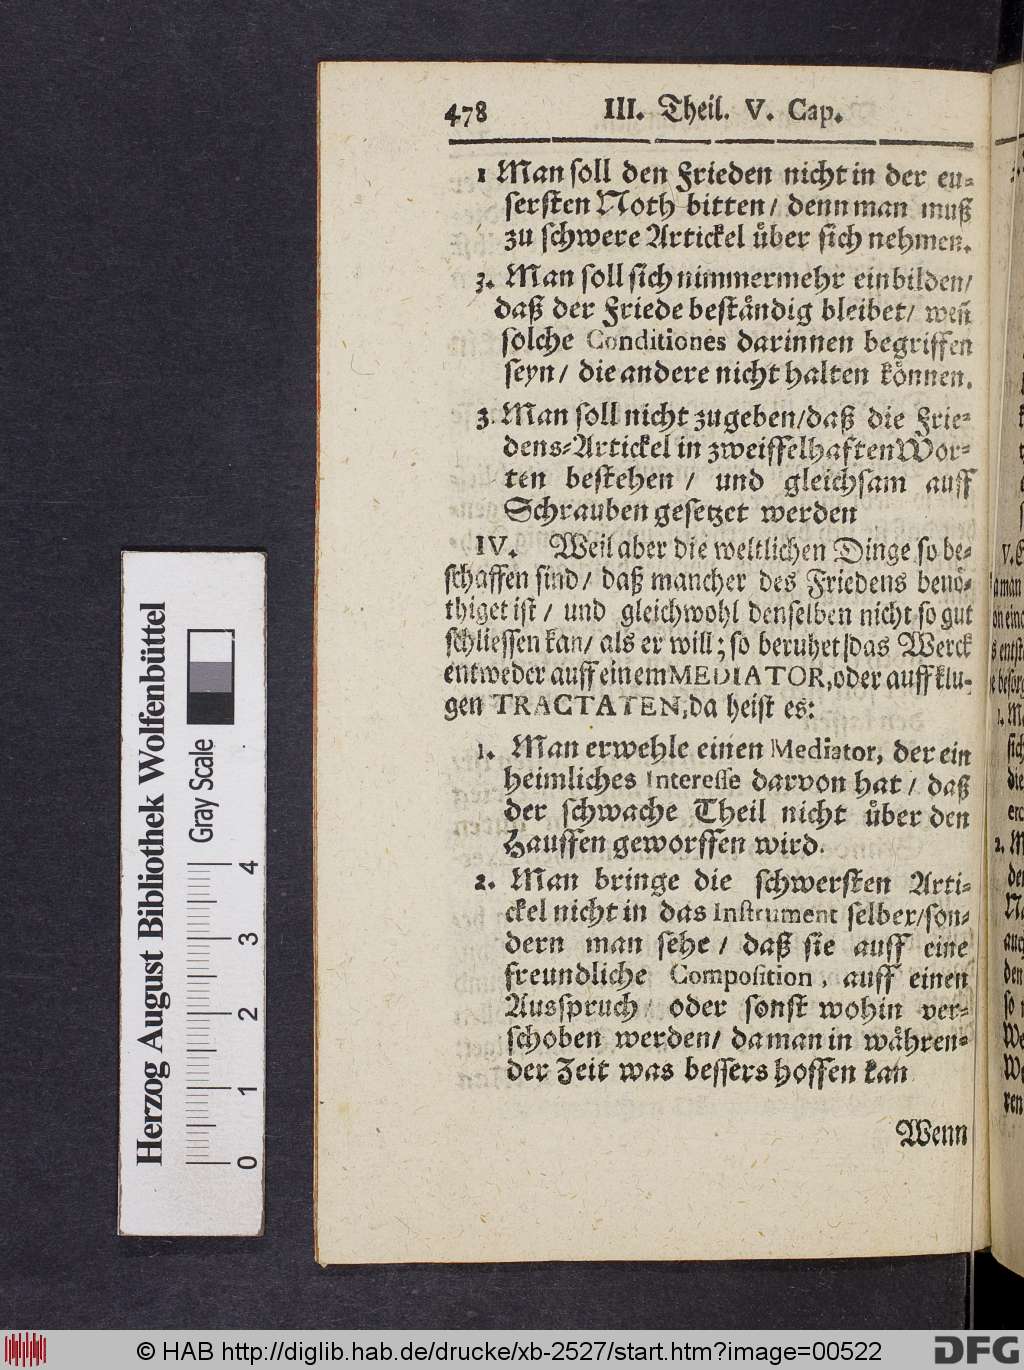 478 III. Theil. V. Cap.
1 Man soll den Frieden nicht in der eu-
sersten Noth bitten/ denn man muß
zu schwere Artickel über sich nehmen.
3. Man soll sich nimmermehr einbilden/
daß der Friede beständig bleibet/ weñ
solche Conditiones darinnen begriffen
seyn/ die andere nicht halten können.
3. Man soll nicht zugeben/daß die Frie-
dens-Artickel in zweiffelhaften Wor-
ten bestehen/ und gleichsam auff
Schrauben gesetzet werden
IV. Weil aber die weltlichen Dinge so be-
schaffen sind/ daß mancher des Friedens benö-
thiget ist/ und gleichwohl denselben nicht so gut
schliessen kan/ als er will; so beruhet das Werck
entweder auff einem MEDIATOR, oder auff klu-
gen TRACTATEN, da heist es:
1. Man erwehle einen Mediator, der ein
heimliches Interesse darvon hat/ daß
der schwache Theil nicht über den
Hauffen geworffen wird.
2. Man bringe die schwersten Arti-
ckel nicht in das Instrument selber/son-
dern man sehe/ daß sie auff eine
freundliche Composition, auff einen
Ausspruch/ oder sonst wohin ver-
schoben werden/ da man in währen-
der Zeit was bessers hoffen kan
Wenn
Herzog August Bibliothek Wolfenbüttel
Gray Scale
0 1 2 3 4
© HAB http://diglib.hab.de/drucke/xb-2527/start.htm?image=00522
DFG